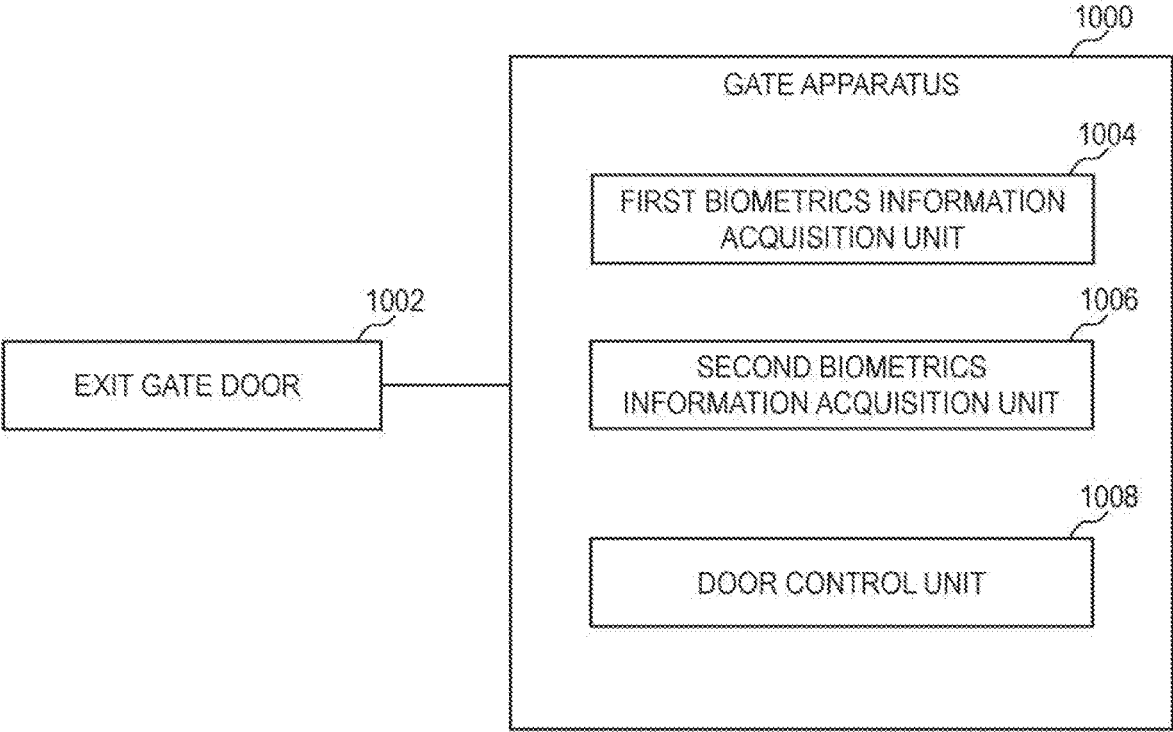 1000
GATE APPARATUS
1004
FIRST BIOMETRICS INFORMATION
ACQUISITION UNIT
1002
EXIT GATE DOOR
1006
SECOND BIOMETRICS
INFORMATION ACQUISITION UNIT
1008
DOOR CONTROL UNIT